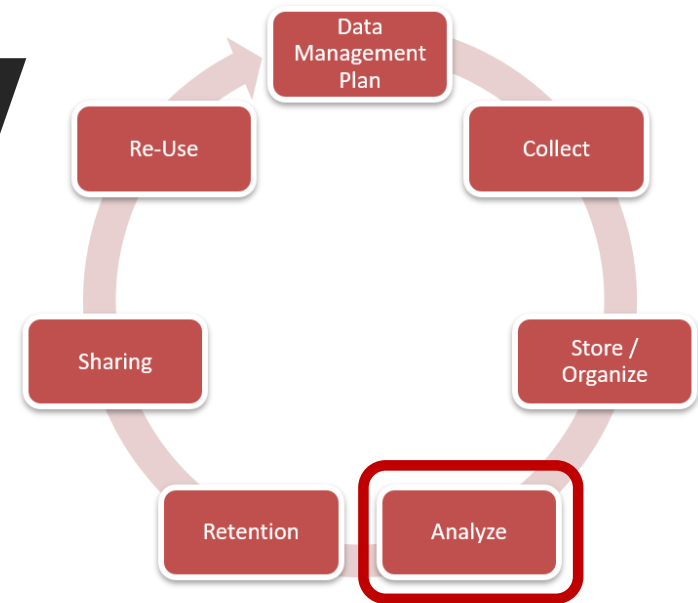 Data
Management
Plan
Collect
Store /
Organize
Analyze
Retention
Sharing
Re-Use